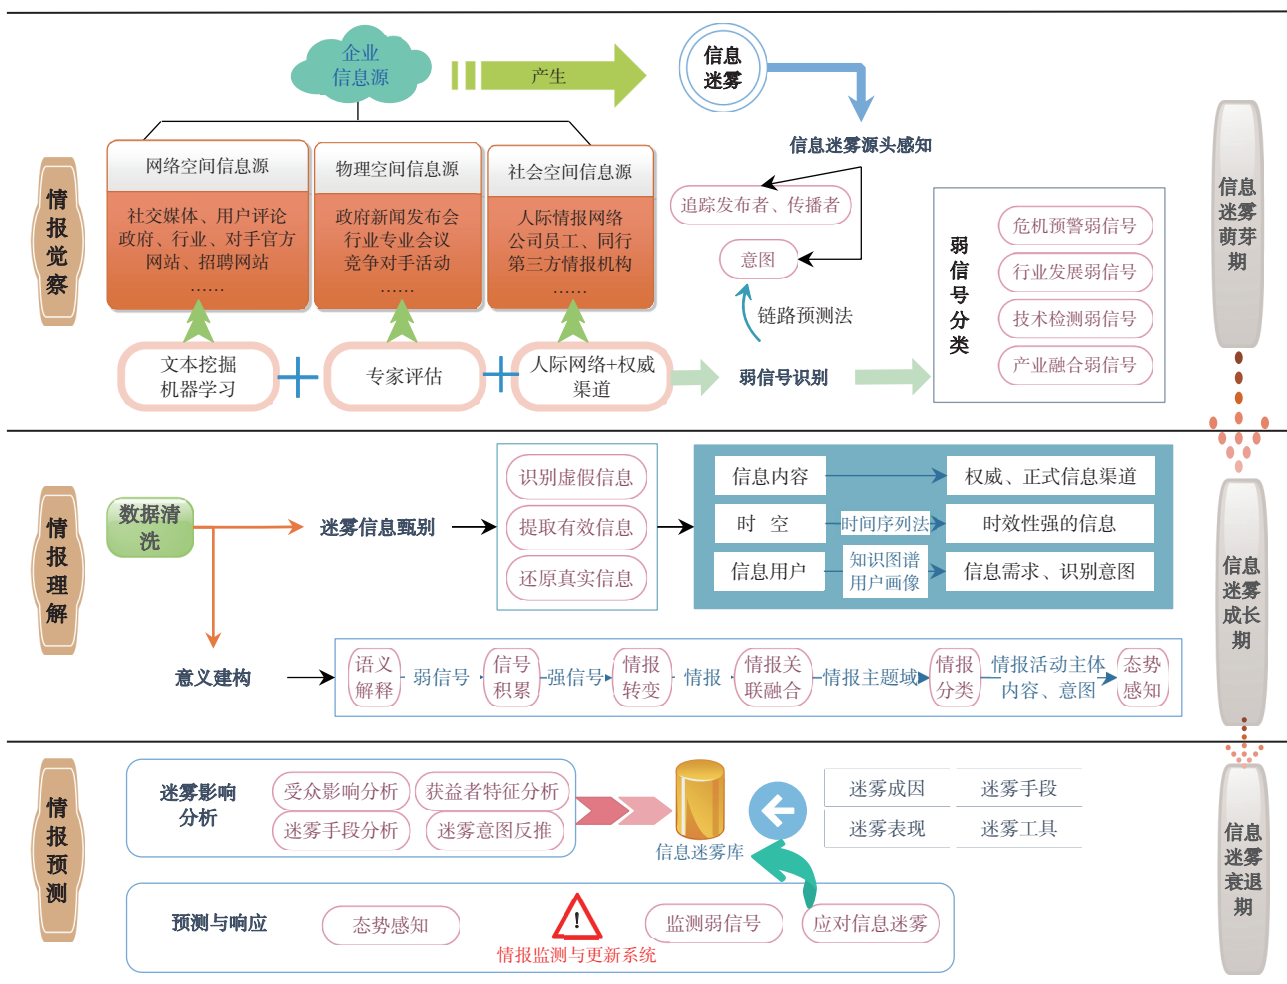 情
报
觉
察
企业
信息源
产生
信息
迷雾
信息迷雾源头感知
网络空间信息源
社交媒体、用户评论
政府、行业、对手官方
网站、招聘网站
……
物理空间信息源
政府新闻发布会
行业专业会议
竞争对手活动
……
社会空间信息源
人际情报网络
公司员工、同行
第三方情报机构
……
追踪发布者、传播者
意图
链路预测法
文本挖掘
机器学习
专家评估
人际网络+权威
渠道
弱信号识别
弱
信
号
分
类
危机预警弱信号
行业发展弱信号
技术检测弱信号
产业融合弱信号
信息
迷雾
萌芽
期
情
报
理
解
数据清
洗
迷雾信息甄别
识别虚假信息
提取有效信息
还原真实信息
信息内容
权威、正式信息渠道
时 空
时间序列法
时效性强的信息
信息用户
知识图谱
用户画像
信息需求、识别意图
意义建构
语义
解释
弱信号
信号
积累
强信号
情报
转变
情报
情报关
联融合
情报主题域
情报
分类
情报活动主体
内容、意图
态势
感知
信息
迷雾
成长
期
情
报
预
测
迷雾影响
分析
受众影响分析
获益者特征分析
迷雾手段分析
迷雾意图反推
信息迷雾库
迷雾成因
迷雾手段
迷雾表现
迷雾工具
预测与响应
态势感知
!
情报监测与更新系统
监测弱信号
应对信息迷雾
信息
迷雾
衰退
期